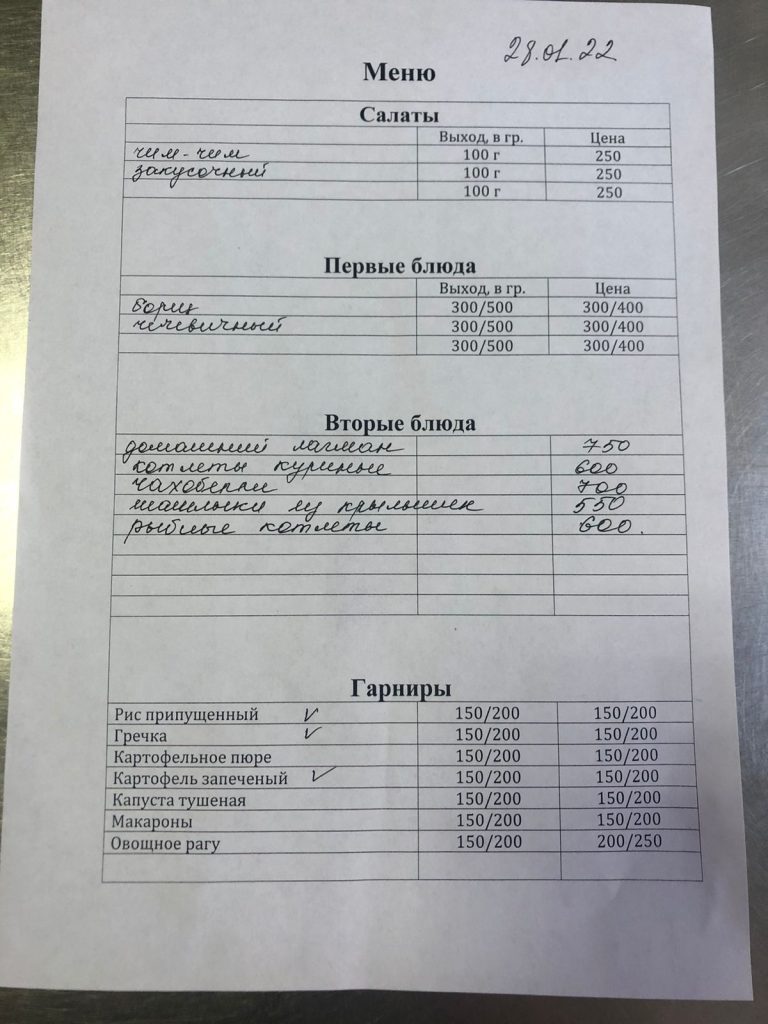 28.01.22
Меню
Салаты
Выход, в гр. Цена
чим-чим 100 г 250
закусочный 100 г 250
100 г 250
Первые блюда
Выход, в гр. Цена
борщ 300/500 300/400
чечевичный 300/500 300/400
300/500 300/400
Вторые блюда
домашний лагман 750
котлеты куриные 600
чахобелли 700
шашлыки из крылышек 550
рыбные котлеты 600.
Гарниры
Рис припущенный ✓ 150/200 150/200
Гречка ✓ 150/200 150/200
Картофельное пюре 150/200 150/200
Картофель запеченый ✓ 150/200 150/200
Капуста тушеная 150/200 150/200
Макароны 150/200 150/200
Овощное рагу 150/200 200/250